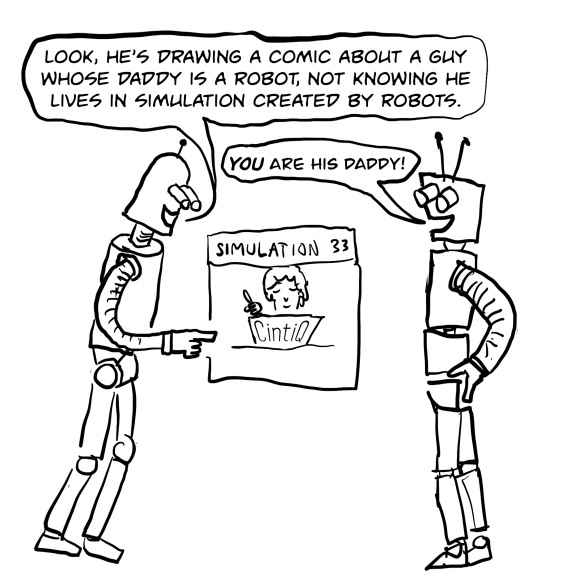 LOOK, HE'S DRAWING A COMIC ABOUT A GUY
WHOSE DADDY IS A ROBOT, NOT KNOWING HE
LIVES IN SIMULATION CREATED BY ROBOTS.
YOU ARE HIS DADDY!
SIMULATION 33
CintiQ